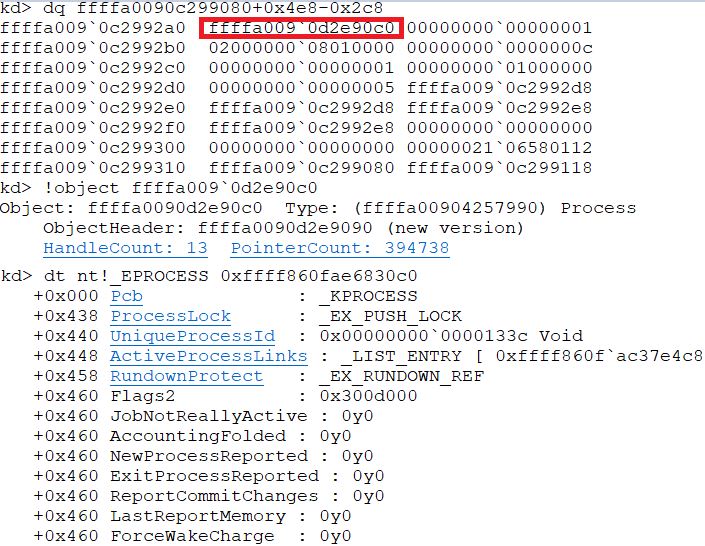 kd> dq ffffa0090c299080+0x4e8-0x2c8
ffffa009`0c2992a0  ffffa009`0d2e90c0 00000000`00000001
ffffa009`0c2992b0  02000000`08010000 00000000`0000000c
ffffa009`0c2992c0  00000000`00000001 00000000`01000000
ffffa009`0c2992d0  00000000`00000005 ffffa009`0c2992d8
ffffa009`0c2992e0  ffffa009`0c2992d8 ffffa009`0c2992e8
ffffa009`0c2992f0  ffffa009`0c2992e8 00000000`00000000
ffffa009`0c299300  00000000`00000000 00000021`06580112
ffffa009`0c299310  ffffa009`0c299080 ffffa009`0c299118
kd> !object ffffa009`0d2e90c0
Object: ffffa0090d2e90c0  Type: (ffffa00904257990) Process
    ObjectHeader: ffffa0090d2e9090 (new version)
    HandleCount: 13  PointerCount: 394738
kd> dt nt!_EPROCESS 0xffff860fae6830c0
   +0x000 Pcb              : _KPROCESS
   +0x438 ProcessLock      : _EX_PUSH_LOCK
   +0x440 UniqueProcessId  : 0x00000000`0000133c Void
   +0x448 ActiveProcessLinks : _LIST_ENTRY [ 0xffff860f`ac37e4c8
   +0x458 RundownProtect   : _EX_RUNDOWN_REF
   +0x460 Flags2           : 0x300d000
   +0x460 JobNotReallyActive : 0y0
   +0x460 AccountingFolded : 0y0
   +0x460 NewProcessReported : 0y0
   +0x460 ExitProcessReported : 0y0
   +0x460 ReportCommitChanges : 0y0
   +0x460 LastReportMemory : 0y0
   +0x460 ForceWakeCharge  : 0y0